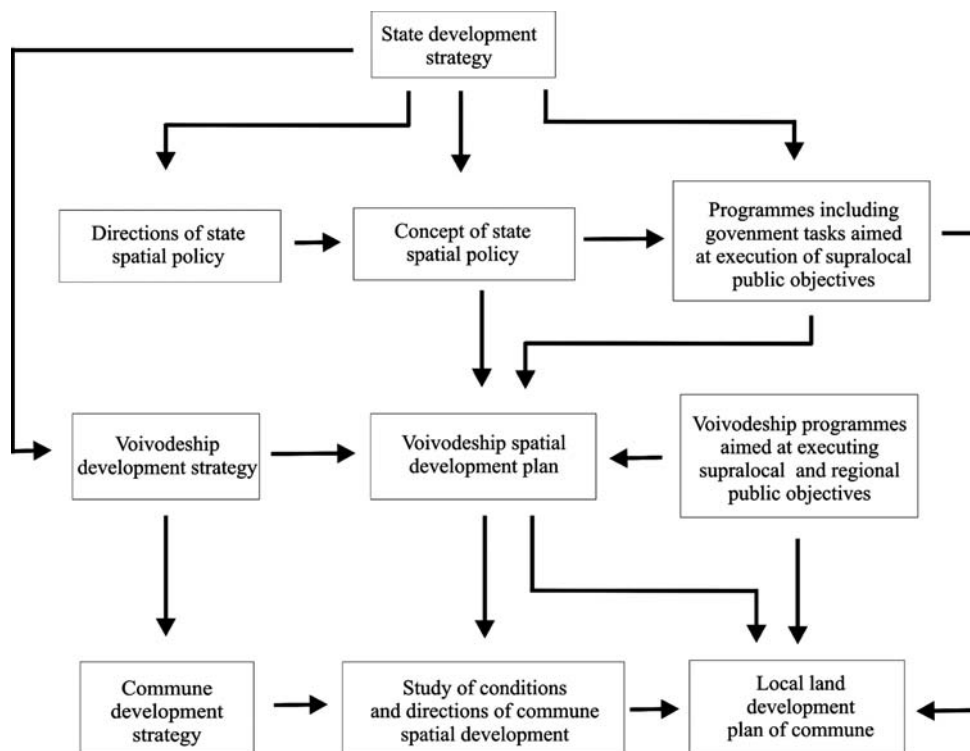 State development
strategy
Directions of state
spatial policy
Concept of state
spatial policy
Programmes including
govenment tasks aimed
at execution of supralocal
public objectives
Voivodeship
development strategy
Voivodeship spatial
development plan
Voivodeship programmes
aimed at executing
supralocal and regional
public objectives
Commune
development
strategy
Study of conditions
and directions of commune
spatial development
Local land
development
plan of commune